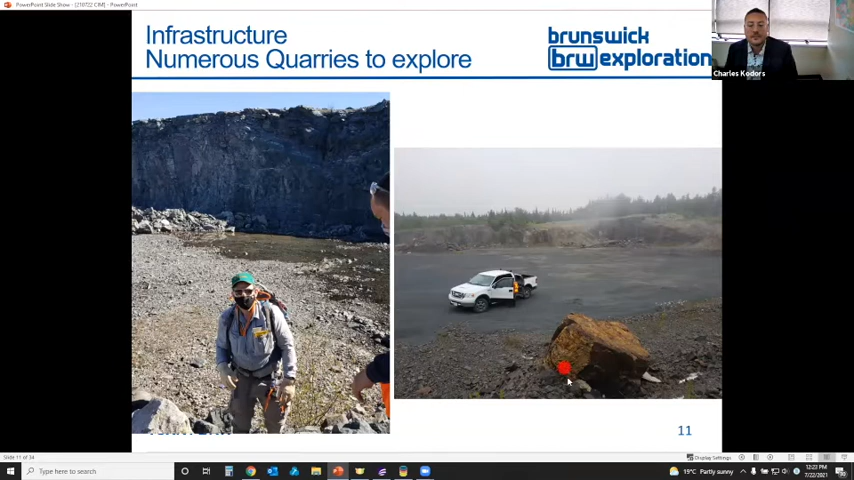 PowerPoint Slide Show - [210722 CIM] - PowerPoint
Infrastructure
Numerous Quarries to explore
brunswick
brw exploration
Charles Kodors
11
Slide 11 of 34
Display Settings
Type here to search
19°C Partly sunny
12:23 PM
7/22/2021